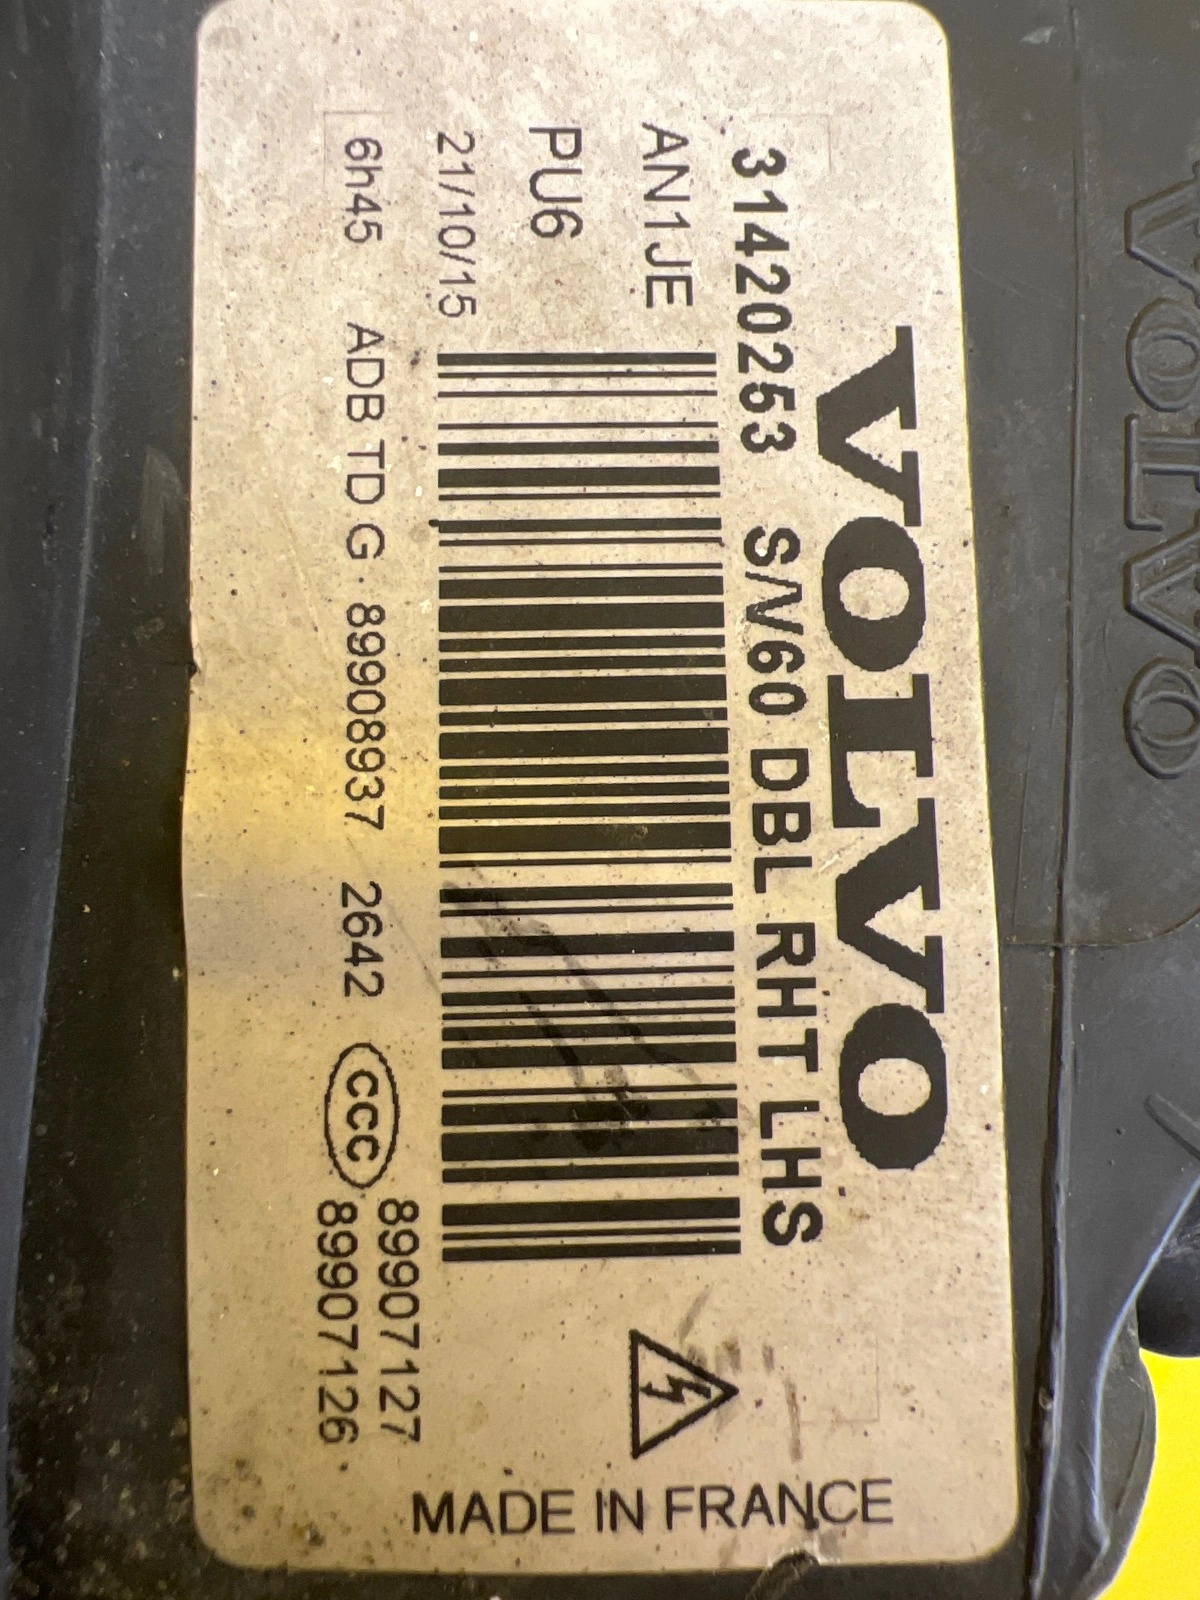 VOLVO
VOLVO
31420253 S/V60 DBL RHT LHS
AN1JE
PU6
21/10/15
6h45 ADB TD G 89908937 2642 CCC 89907127
89907126
MADE IN FRANCE